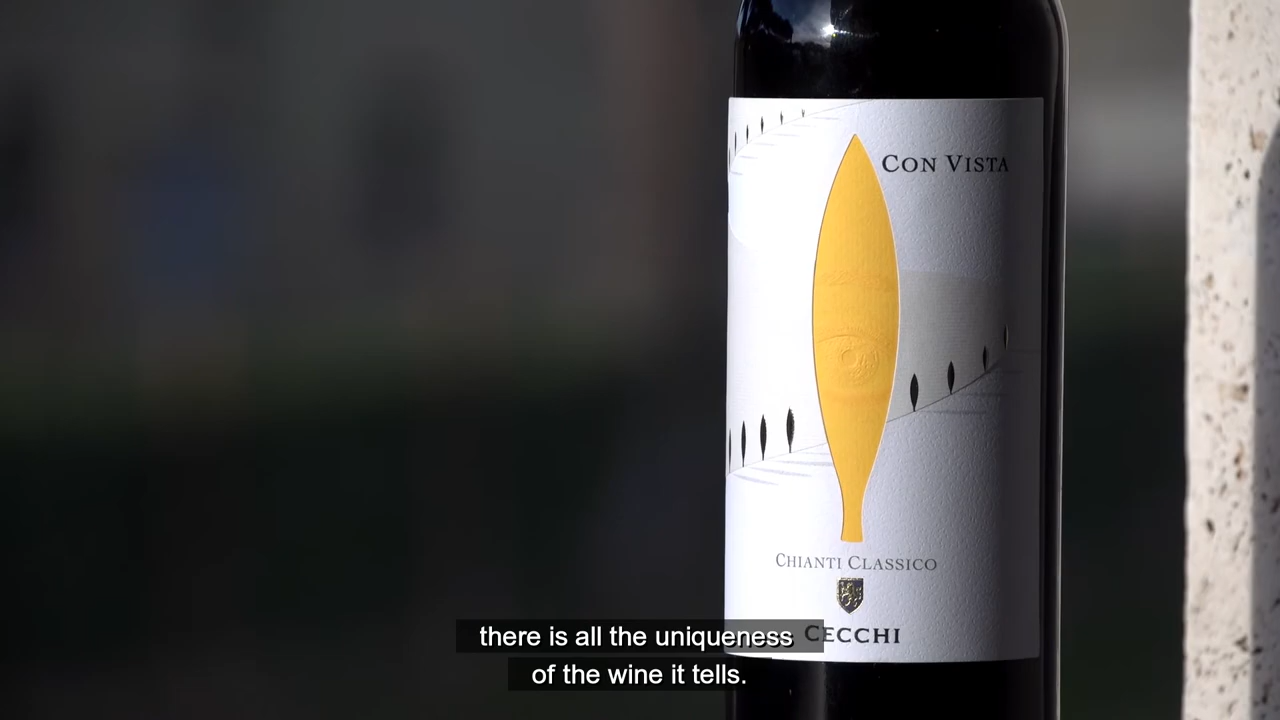 CON VISTA
CHIANTI CLASSICO
CECCHI
there is all the uniqueness
of the wine it tells.